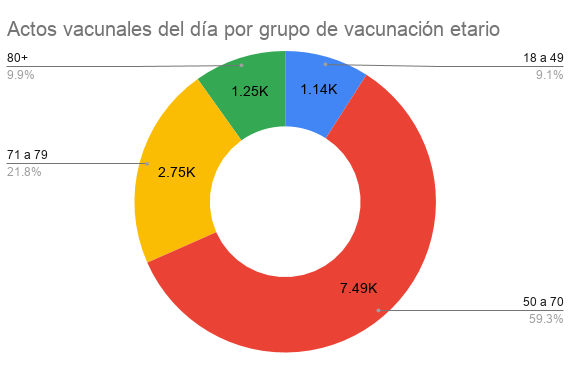 Actos vacunales del día por grupo de vacunación etario
80+
9.9%
18 a 49
9.1%
1.25K
1.14K
71 a 79
21.8%
2.75K
7.49K
50 a 70
59.3%